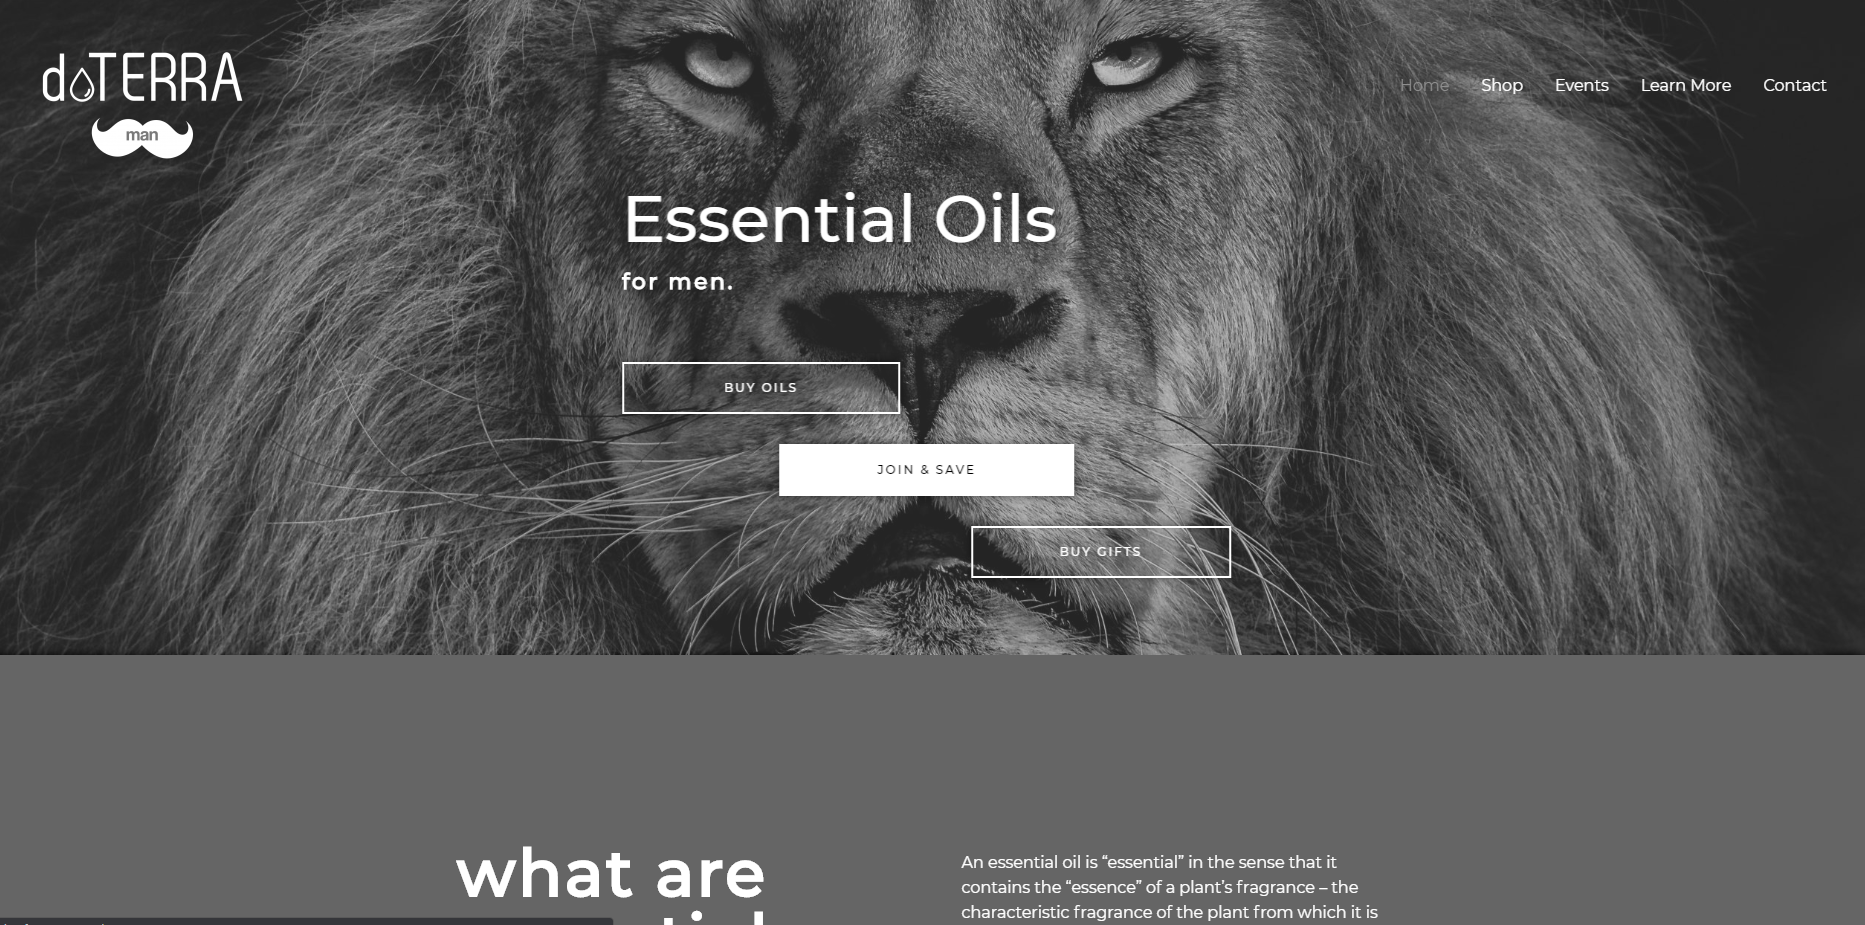 dōTERRA
man
Home Shop Events Learn More Contact
Essential Oils
for men.
BUY OILS
JOIN & SAVE
BUY GIFTS
what are
An essential oil is “essential” in the sense that it
contains the “essence” of a plant’s fragrance – the
characteristic fragrance of the plant from which it is